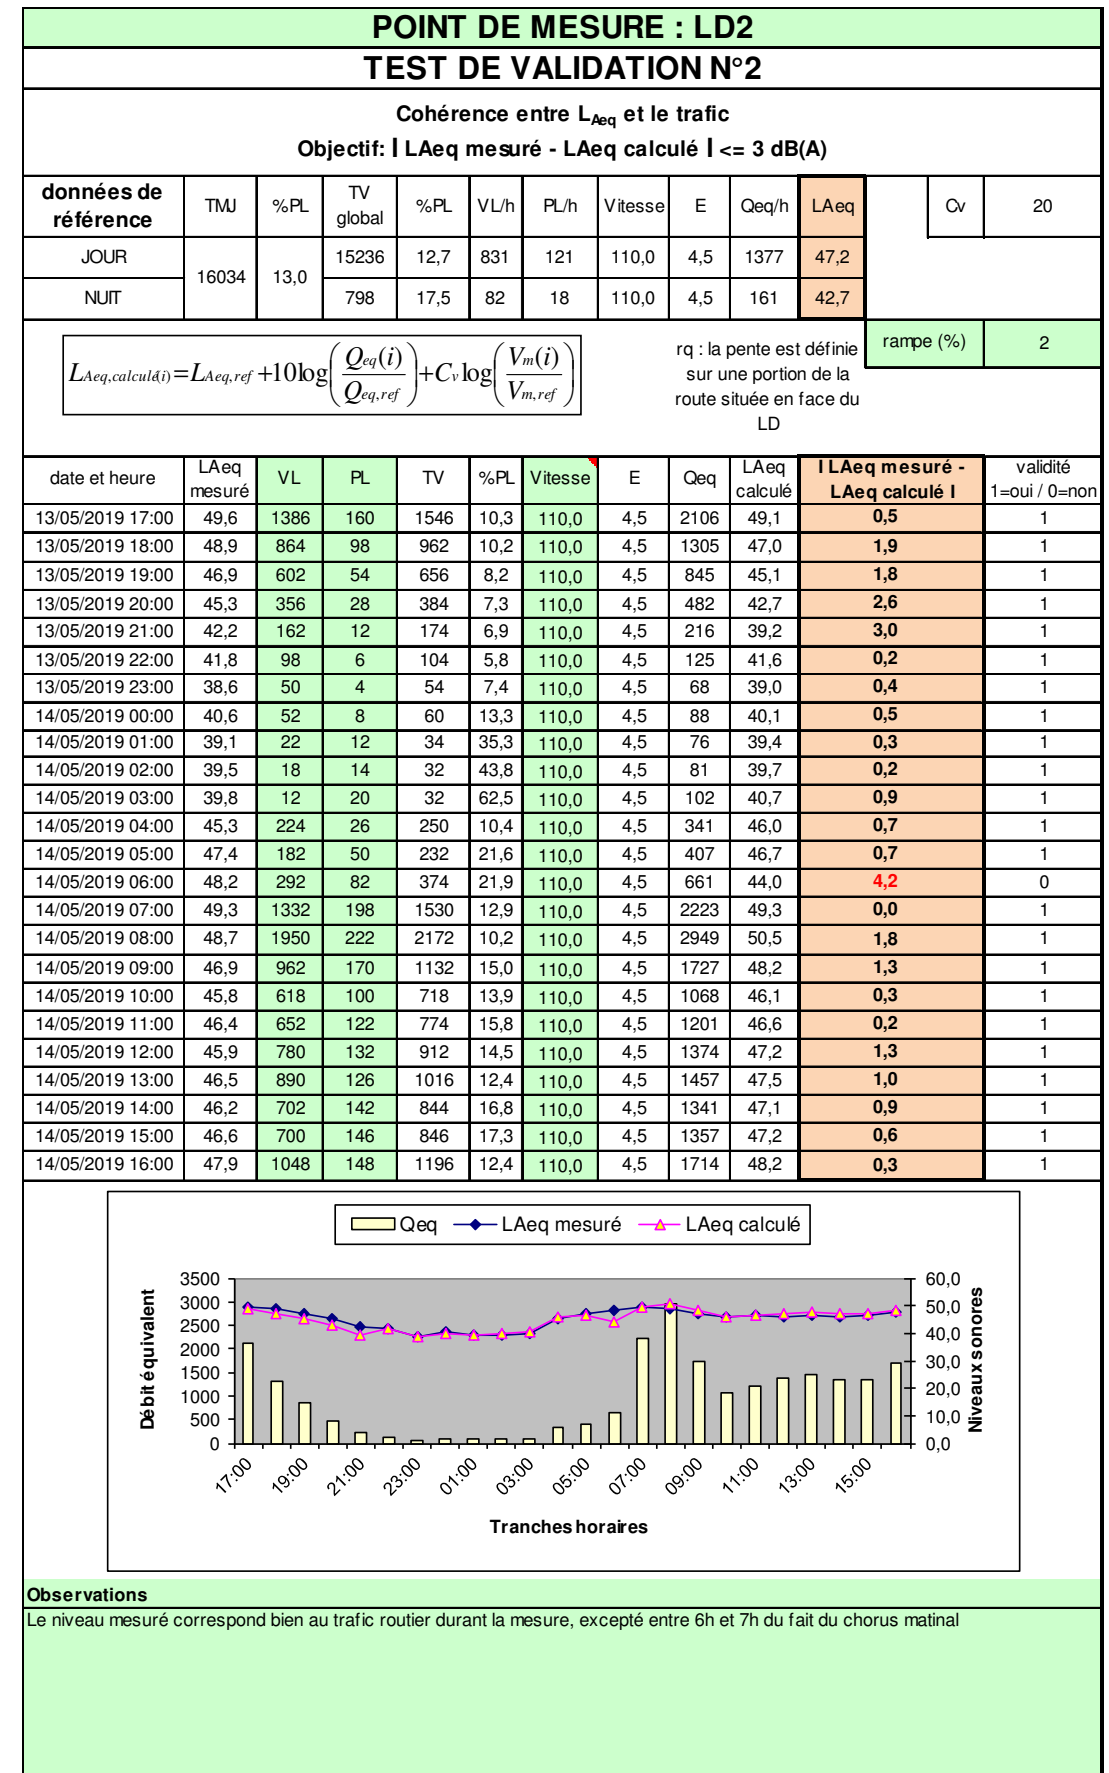 POINT DE MESURE : LD2
TEST DE VALIDATION N°2
Cohérence entre LAeq et le trafic
Objectif: l LAeq mesuré - LAeq calculé l <= 3 dB(A)
données de référence TMJ %PL TV global %PL VL/h PL/h Vitesse E Qeq/h LAeq Cv 20
JOUR 16034 13,0 15236 12,7 831 121 110,0 4,5 1377 47,2
NUIT 798 17,5 82 18 110,0 4,5 161 42,7
rampe (%) 2
LAeq,calculé(i) = LAeq,ref + 10log(Qeq(i)/Qeq,ref) + Cv log(Vm(i)/Vm,ref)
rq : la pente est définie
sur une portion de la
route située en face du
LD
date et heure LAeq mesuré VL PL TV %PL Vitesse E Qeq LAeq calculé l LAeq mesuré - LAeq calculé l validité 1=oui / 0=non
13/05/2019 17:00 49,6 1386 160 1546 10,3 110,0 4,5 2106 49,1 0,5 1
13/05/2019 18:00 48,9 864 98 962 10,2 110,0 4,5 1305 47,0 1,9 1
13/05/2019 19:00 46,9 602 54 656 8,2 110,0 4,5 845 45,1 1,8 1
13/05/2019 20:00 45,3 356 28 384 7,3 110,0 4,5 482 42,7 2,6 1
13/05/2019 21:00 42,2 162 12 174 6,9 110,0 4,5 216 39,2 3,0 1
13/05/2019 22:00 41,8 98 6 104 5,8 110,0 4,5 125 41,6 0,2 1
13/05/2019 23:00 38,6 50 4 54 7,4 110,0 4,5 68 39,0 0,4 1
14/05/2019 00:00 40,6 52 8 60 13,3 110,0 4,5 88 40,1 0,5 1
14/05/2019 01:00 39,1 22 12 34 35,3 110,0 4,5 76 39,4 0,3 1
14/05/2019 02:00 39,5 18 14 32 43,8 110,0 4,5 81 39,7 0,2 1
14/05/2019 03:00 39,8 12 20 32 62,5 110,0 4,5 102 40,7 0,9 1
14/05/2019 04:00 45,3 224 26 250 10,4 110,0 4,5 341 46,0 0,7 1
14/05/2019 05:00 47,4 182 50 232 21,6 110,0 4,5 407 46,7 0,7 1
14/05/2019 06:00 48,2 292 82 374 21,9 110,0 4,5 661 44,0 4,2 0
14/05/2019 07:00 49,3 1332 198 1530 12,9 110,0 4,5 2223 49,3 0,0 1
14/05/2019 08:00 48,7 1950 222 2172 10,2 110,0 4,5 2949 50,5 1,8 1
14/05/2019 09:00 46,9 962 170 1132 15,0 110,0 4,5 1727 48,2 1,3 1
14/05/2019 10:00 45,8 618 100 718 13,9 110,0 4,5 1068 46,1 0,3 1
14/05/2019 11:00 46,4 652 122 774 15,8 110,0 4,5 1201 46,6 0,2 1
14/05/2019 12:00 45,9 780 132 912 14,5 110,0 4,5 1374 47,2 1,3 1
14/05/2019 13:00 46,5 890 126 1016 12,4 110,0 4,5 1457 47,5 1,0 1
14/05/2019 14:00 46,2 702 142 844 16,8 110,0 4,5 1341 47,1 0,9 1
14/05/2019 15:00 46,6 700 146 846 17,3 110,0 4,5 1357 47,2 0,6 1
14/05/2019 16:00 47,9 1048 148 1196 12,4 110,0 4,5 1714 48,2 0,3 1
Qeq LAeq mesuré LAeq calculé
Débit équivalent
3500
3000
2500
2000
1500
1000
500
0
60,0
50,0
40,0
30,0
20,0
10,0
0,0
Niveaux sonores
17:00 19:00 21:00 23:00 01:00 03:00 05:00 07:00 09:00 11:00 13:00 15:00
Tranches horaires
Observations
Le niveau mesuré correspond bien au trafic routier durant la mesure, excepté entre 6h et 7h du fait du chorus matinal